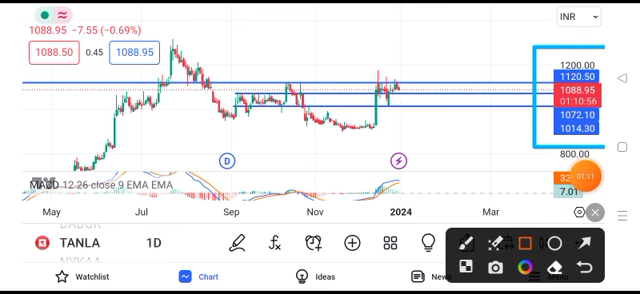 INR
1088.95 −7.55 (−0.69%)
1088.50 0.45 1088.95
1200.00
1120.50
1088.95
01:10:56
1072.10
1014.30
800.00
D
MACD 12 26 close 9 EMA EMA
32
01:11
7.01
May Jul Sep Nov 2024 Mar
TANLA 1D
Watchlist Chart Ideas News Menu